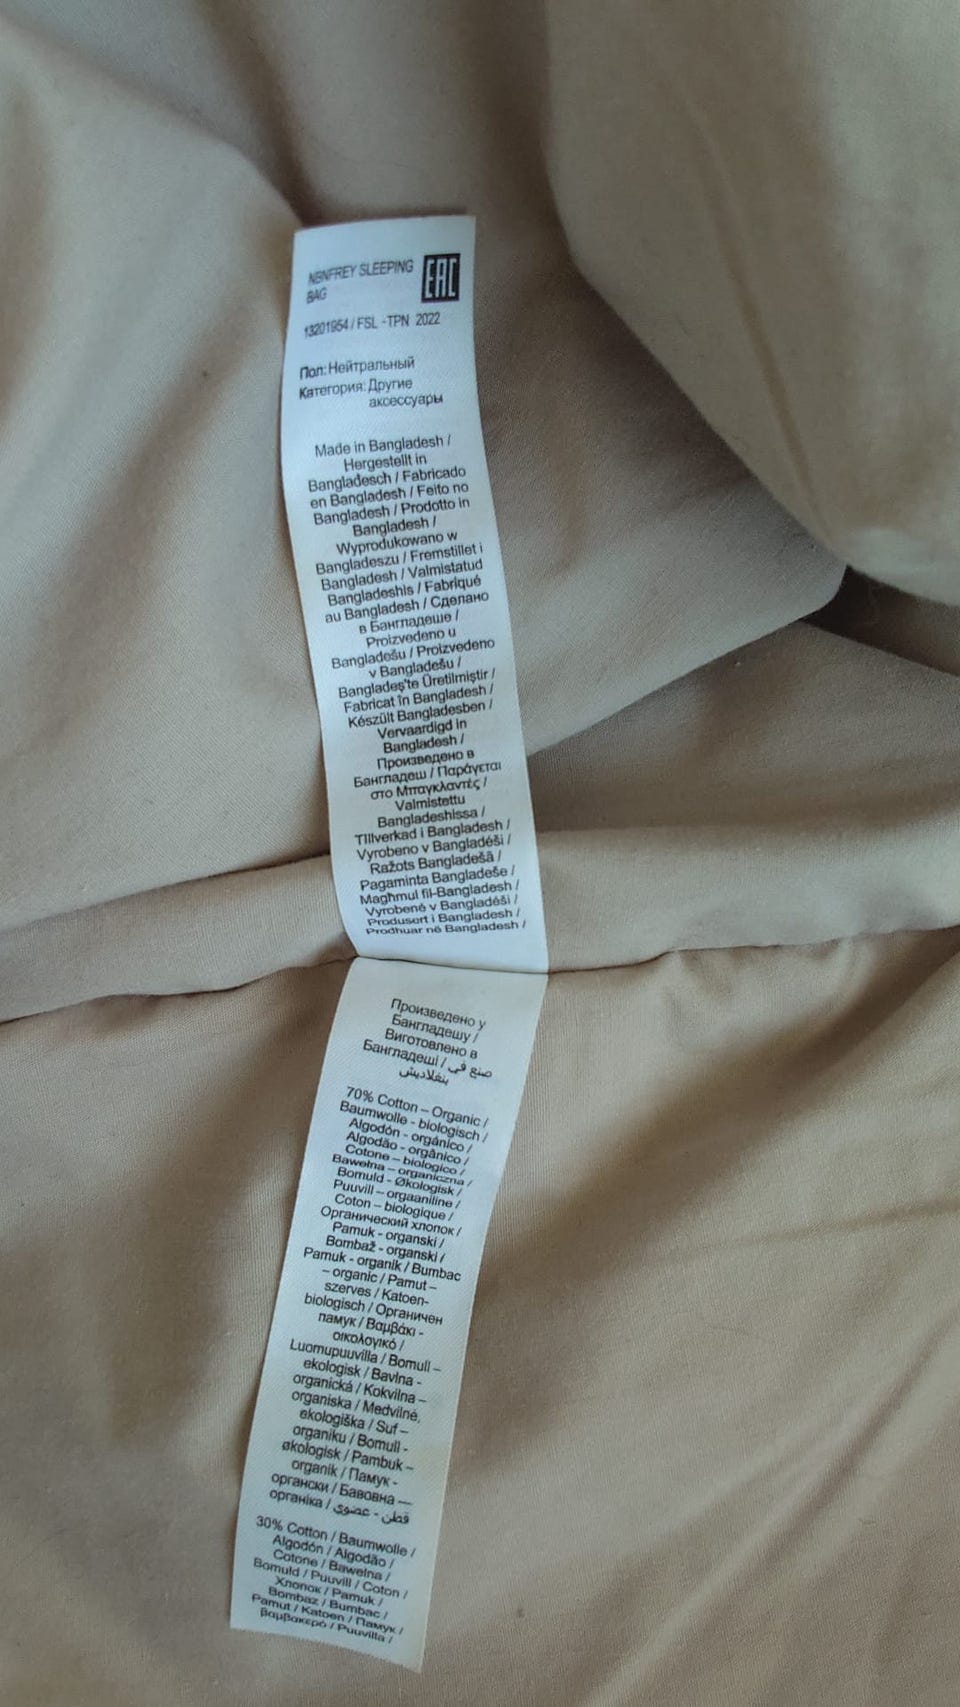 NBNFREY SLEEPING
BAG
EAC
13201954 / FSL -TPN 2022
Пол: Нейтральный
Категория: Другие
аксессуары
Made in Bangladesh /
Hergestellt in
Bangladesch / Fabricado
en Bangladesh / Feito no
Bangladesh / Prodotto in
Bangladesh /
Wyprodukowano w
Bangladeszu / Fremstillet i
Bangladesh / Valmistatud
Bangladeshis / Fabriqué
au Bangladesh / Сделано
в Бангладеше /
Proizvedeno u
Bangladešu / Proizvedeno
v Bangladešu /
Bangladeş'te Üretilmiştir /
Fabricat în Bangladesh /
Készült Bangladesben /
Vervaardigd in
Bangladesh /
Произведено в
Бангладеш / Παράγεται
στο Μπαγκλαντές /
Valmistettu
Bangladeshissa /
Tillverkad i Bangladesh /
Vyrobeno v Bangladéši /
Ražots Bangladešā /
Pagaminta Bangladeše /
Magħmul fil-Bangladesh /
Vyrobené v Bangladéši /
Produsert i Bangladesh /
Prodhuar në Bangladesh /
Произведено у
Бангладешу /
Виготовлено в
Бангладеші / صنع في
بنغلاديش
70% Cotton – Organic /
Baumwolle - biologisch /
Algodón - orgánico /
Algodão - orgânico /
Cotone – biologico /
Bawełna – organiczna /
Bomuld - Økologisk /
Puuvill – orgaaniline /
Coton – biologique /
Органический хлопок /
Pamuk - organski /
Bombaž - organski /
Pamuk - organik / Bumbac
– organic / Pamut –
szerves / Katoen-
biologisch / Органичен
памук / Βαμβάκι -
οικολογικό /
Luomupuuvilla / Bomull –
ekologisk / Bavlna -
organická / Kokvilna –
organiska / Medvilnė,
ekologiška / Suf –
organiku / Bomull -
økologisk / Pambuk –
organik / Памук -
органски / Бавовна —
органіка / قطن - عضوي
30% Cotton / Baumwolle /
Algodón / Algodão /
Cotone / Bawełna /
Bomuld / Puuvill / Coton /
Хлопок / Pamuk /
Bombaz / Bumbac /
Pamut / Katoen / Памук /
βαμβακερό / Puuvilla /